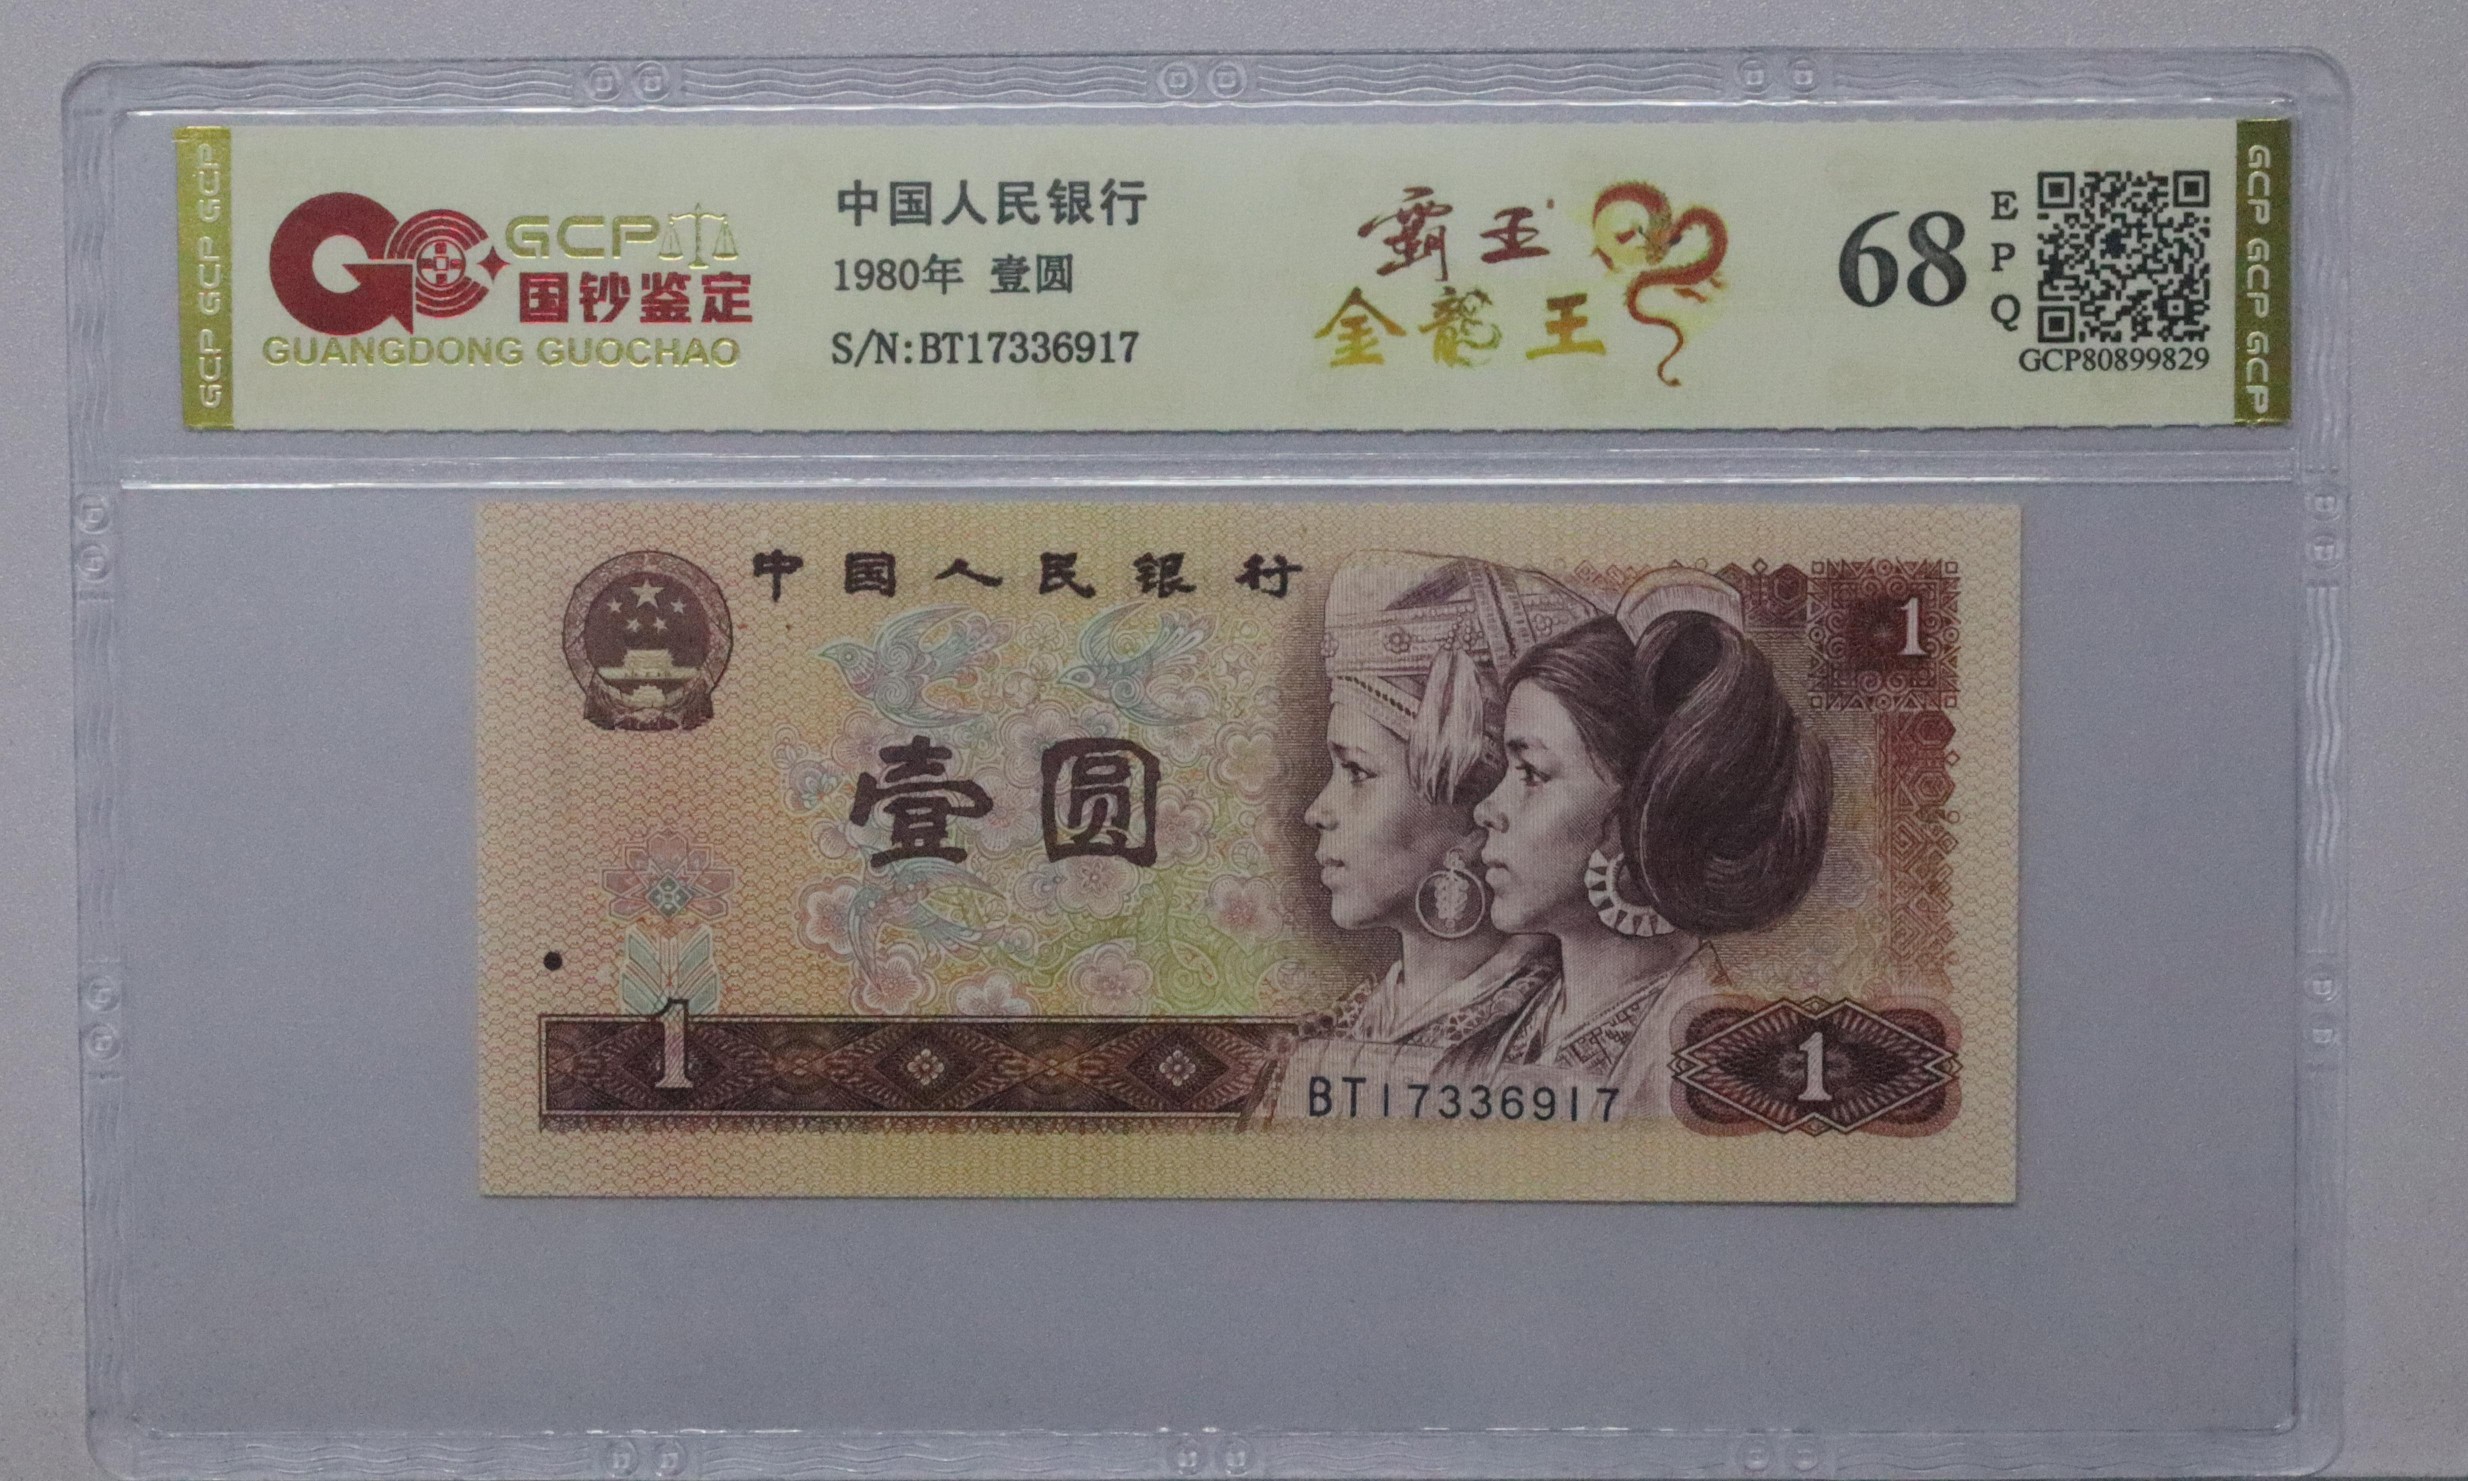 GCP GCP GCP
GCP
国钞鉴定
GUANGDONG GUOCHAO
中国人民银行
1980年 壹圆
S/N:BT17336917
霸王
金龍王
68
E
P
Q
GCP80899829
GCP GCP GCP
中国人民银行
1
壹圆
1
1
BT17336917